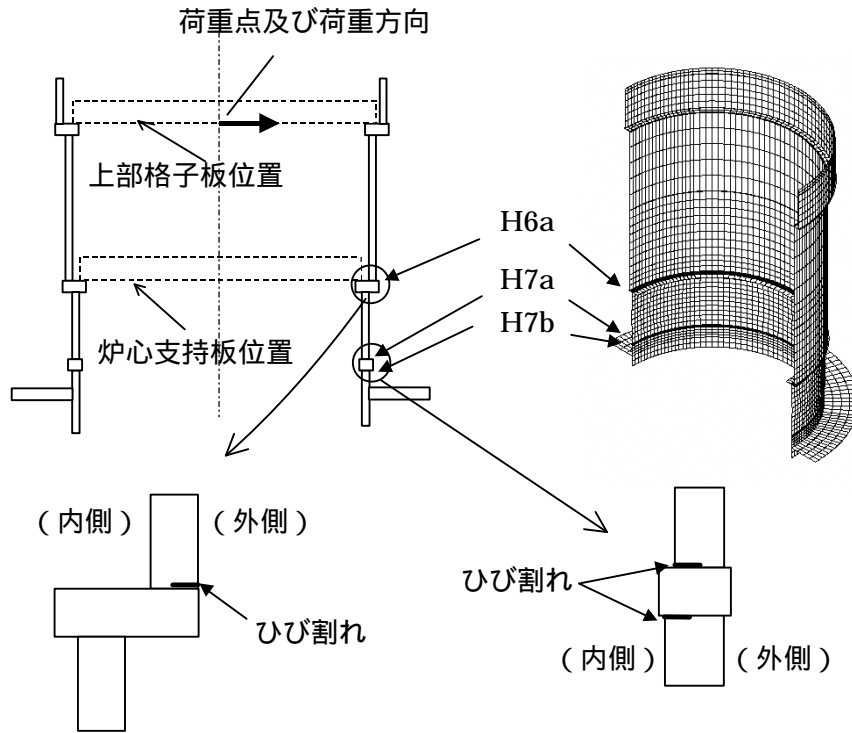 荷重点及び荷重方向
上部格子板位置
H6a
H7a
H7b
炉心支持板位置
（内側）
（外側）
ひび割れ
ひび割れ
（内側）
（外側）